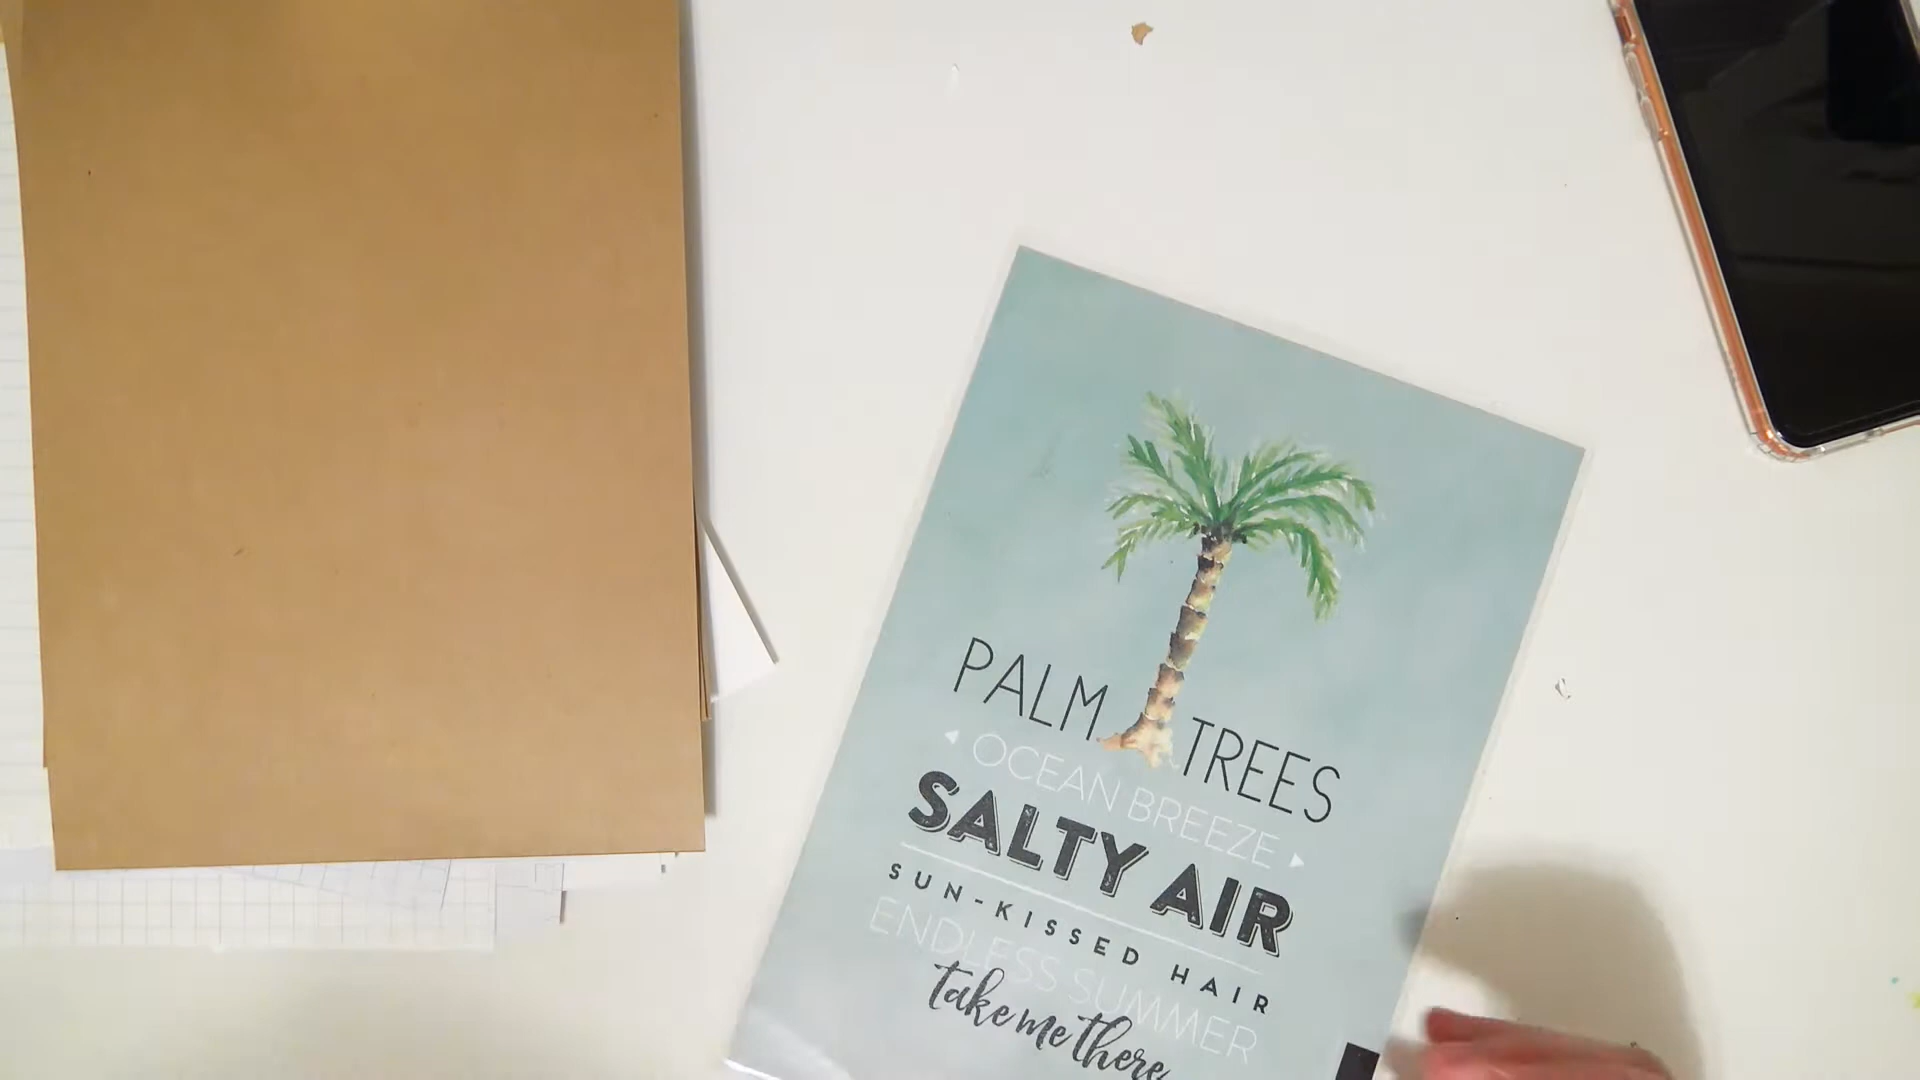 PALM TREES
OCEAN BREEZE
SALTY AIR
SUN-KISSED HAIR
ENDLESS SUMMER
take me there